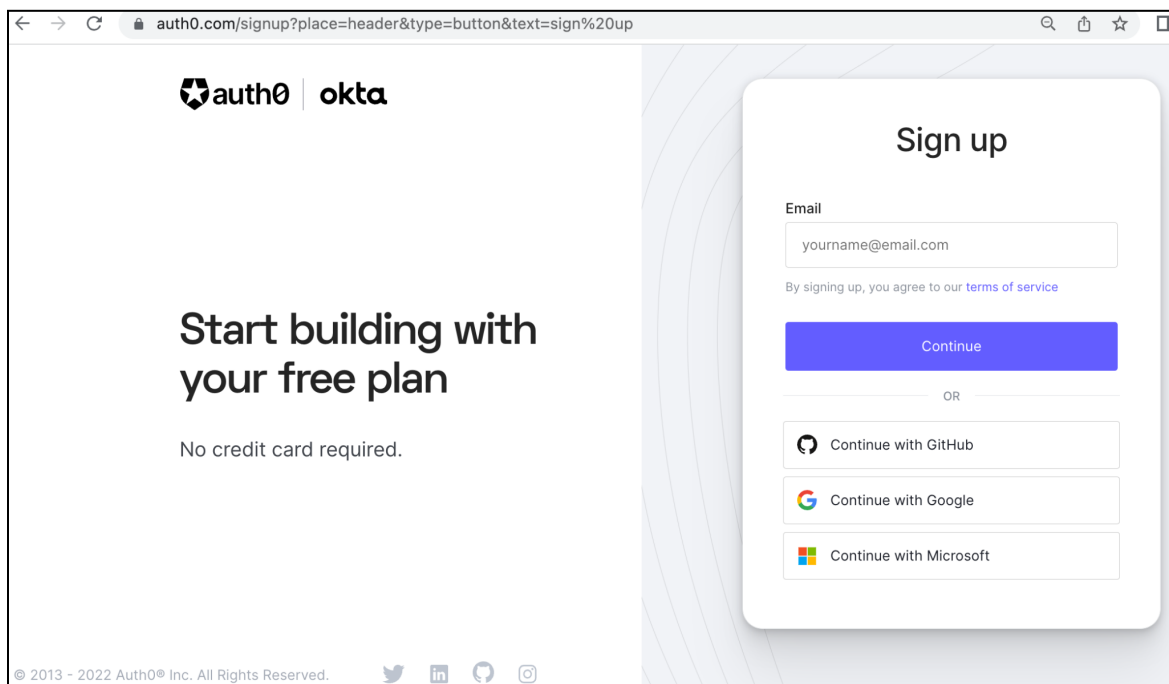 auth0.com/signup?place=header&type=button&text=sign%20up
auth0 okta
Start building with
your free plan
No credit card required.
© 2013 - 2022 Auth0® Inc. All Rights Reserved.
in
Sign up
Email
yourname@email.com
By signing up, you agree to our terms of service
Continue
OR
Continue with GitHub
Continue with Google
Continue with Microsoft